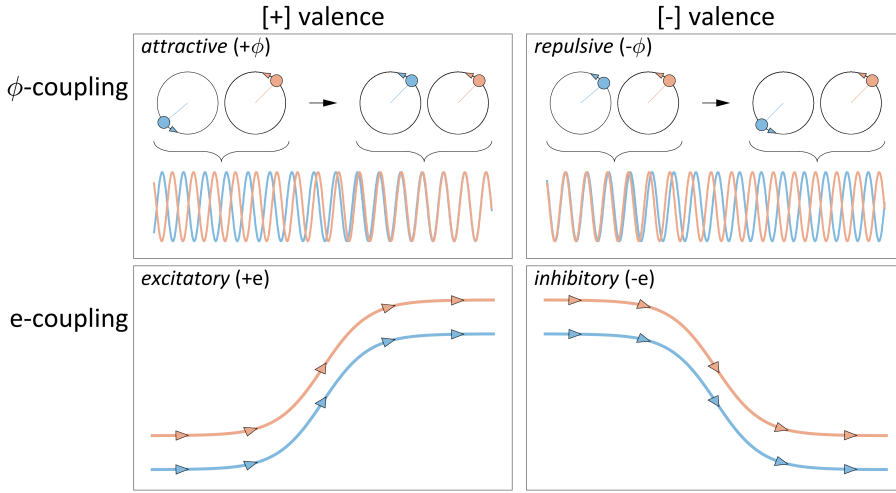 [+] valence
[-] valence
ϕ-coupling
attractive (+ϕ)
repulsive (-ϕ)
e-coupling
excitatory (+e)
inhibitory (-e)